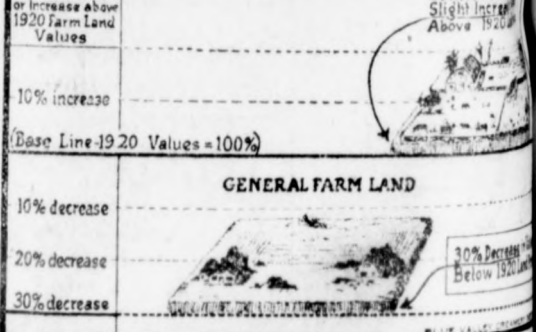 or Increase above
1920 Farm Land
Values
Slight
Above 1920
10% increase
(Base Line-1920 Values = 100%)
GENERAL FARM LAND
10% decrease
20% decrease
30% decrease
30% Decrease
Below 1920